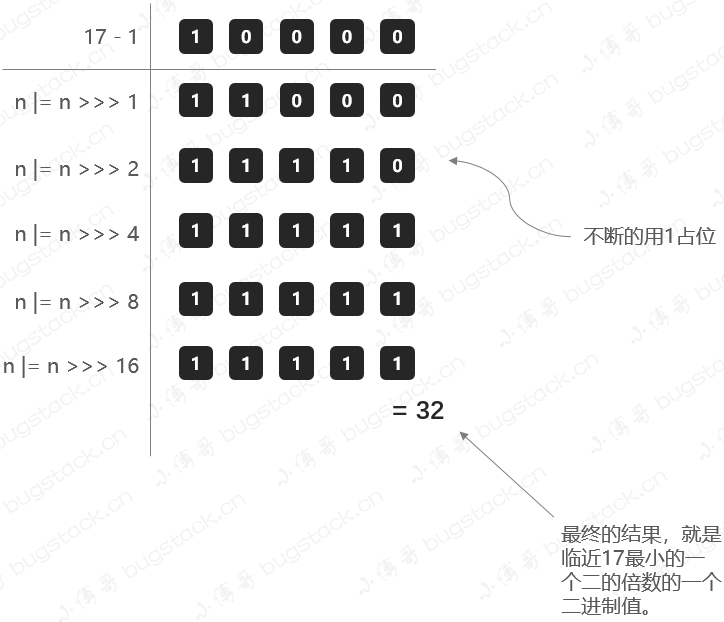 17 - 1 1 0 0 0 0
n |= n >>> 1 1 1 0 0 0
n |= n >>> 2 1 1 1 1 0
n |= n >>> 4 1 1 1 1 1
不断的用1占位
n |= n >>> 8 1 1 1 1 1
n |= n >>> 16 1 1 1 1 1
= 32
最终的结果，就是
临近17最小的一
个二的倍数的一个
二进制值。
小傅哥 bugstack.cn